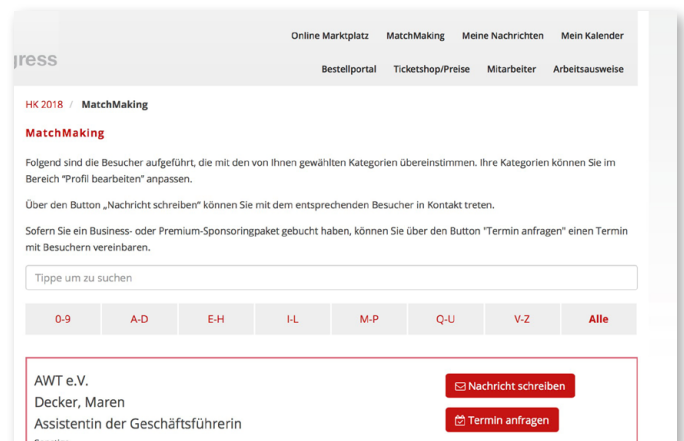 Online Marktplatz MatchMaking Meine Nachrichten Mein Kalender
ress
Bestellportal Ticketshop/Preise Mitarbeiter Arbeitsausweise
HK 2018 / MatchMaking
MatchMaking
Folgend sind die Besucher aufgeführt, die mit den von Ihnen gewählten Kategorien übereinstimmen. Ihre Kategorien können Sie im
Bereich "Profil bearbeiten" anpassen.
Über den Button „Nachricht schreiben" können Sie mit dem entsprechenden Besucher in Kontakt treten.
Sofern Sie ein Business- oder Premium-Sponsoringpaket gebucht haben, können Sie über den Button "Termin anfragen" einen Termin
mit Besuchern vereinbaren.
Tippe um zu suchen
0-9 A-D E-H I-L M-P Q-U V-Z Alle
AWT e.V.
Nachricht schreiben
Decker, Maren
Assistentin der Geschäftsführerin
Termin anfragen